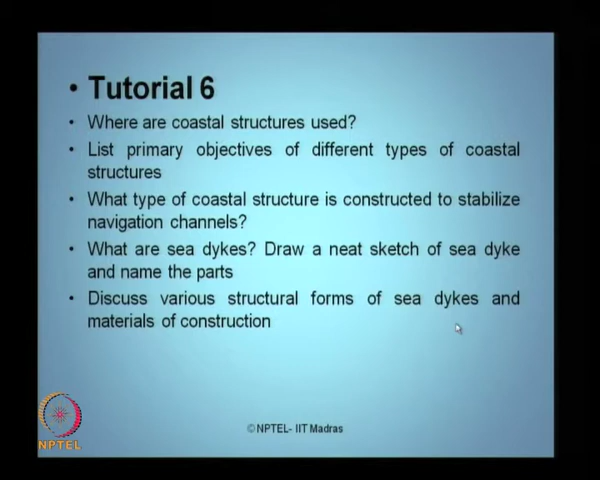 • Tutorial 6
• Where are coastal structures used?
• List primary objectives of different types of coastal
structures
• What type of coastal structure is constructed to stabilize
navigation channels?
• What are sea dykes? Draw a neat sketch of sea dyke
and name the parts
• Discuss various structural forms of sea dykes and
materials of construction
NPTEL
©NPTEL- IIT Madras